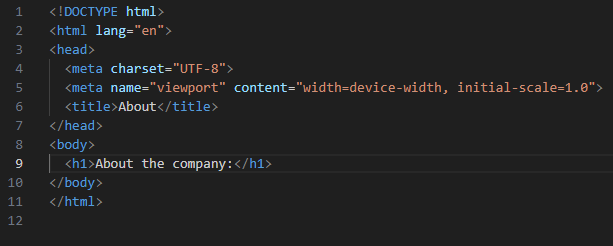 1 <!DOCTYPE html>
2 <html lang="en">
3 <head>
4   <meta charset="UTF-8">
5   <meta name="viewport" content="width=device-width, initial-scale=1.0">
6   <title>About</title>
7 </head>
8 <body>
9   <h1>About the company:</h1>
10 </body>
11 </html>
12